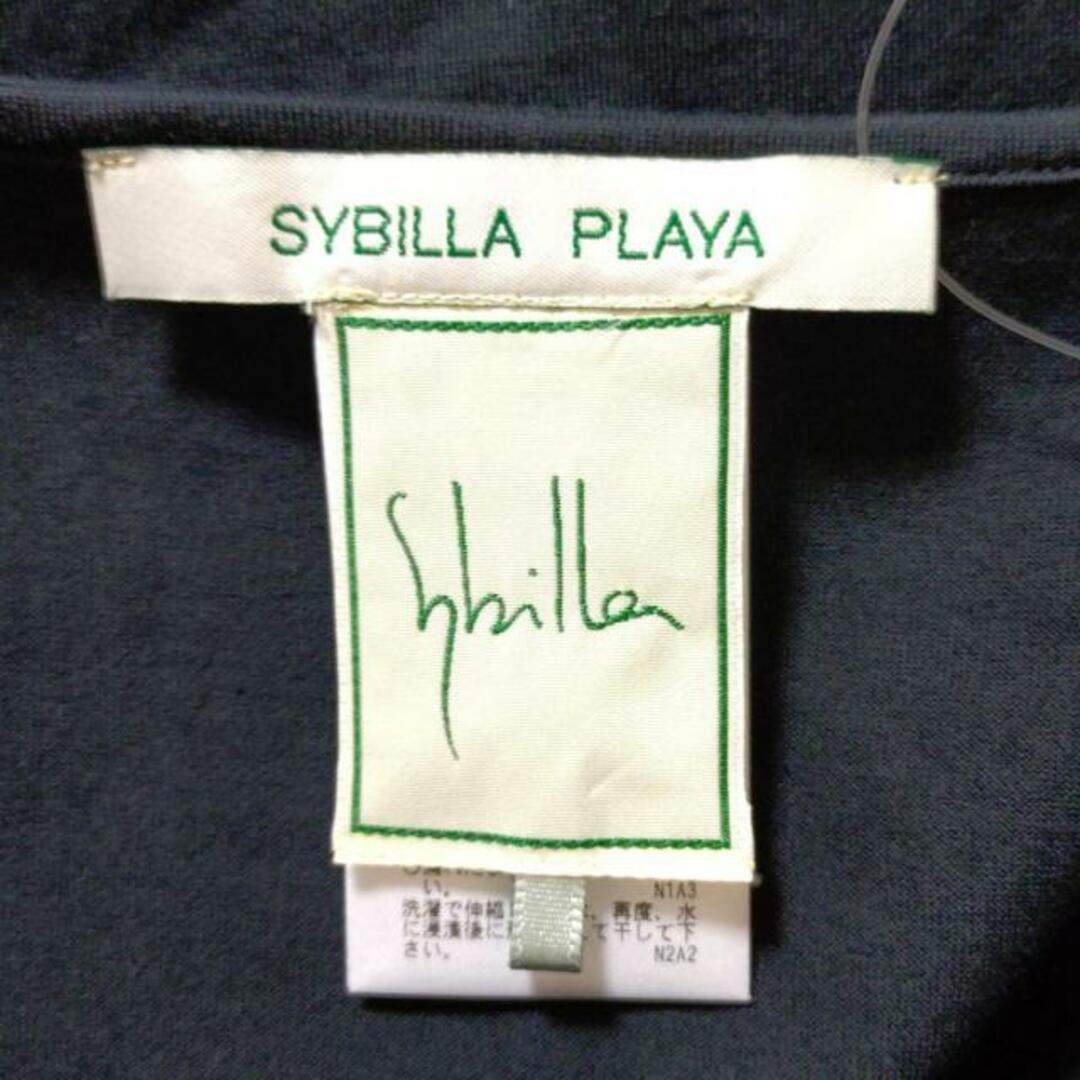 SYBILLA PLAYA
Sybilla
い。 N1A3
洗濯で伸縮 、再度、水
に浸漬後に て干して下
さい。 N2A2